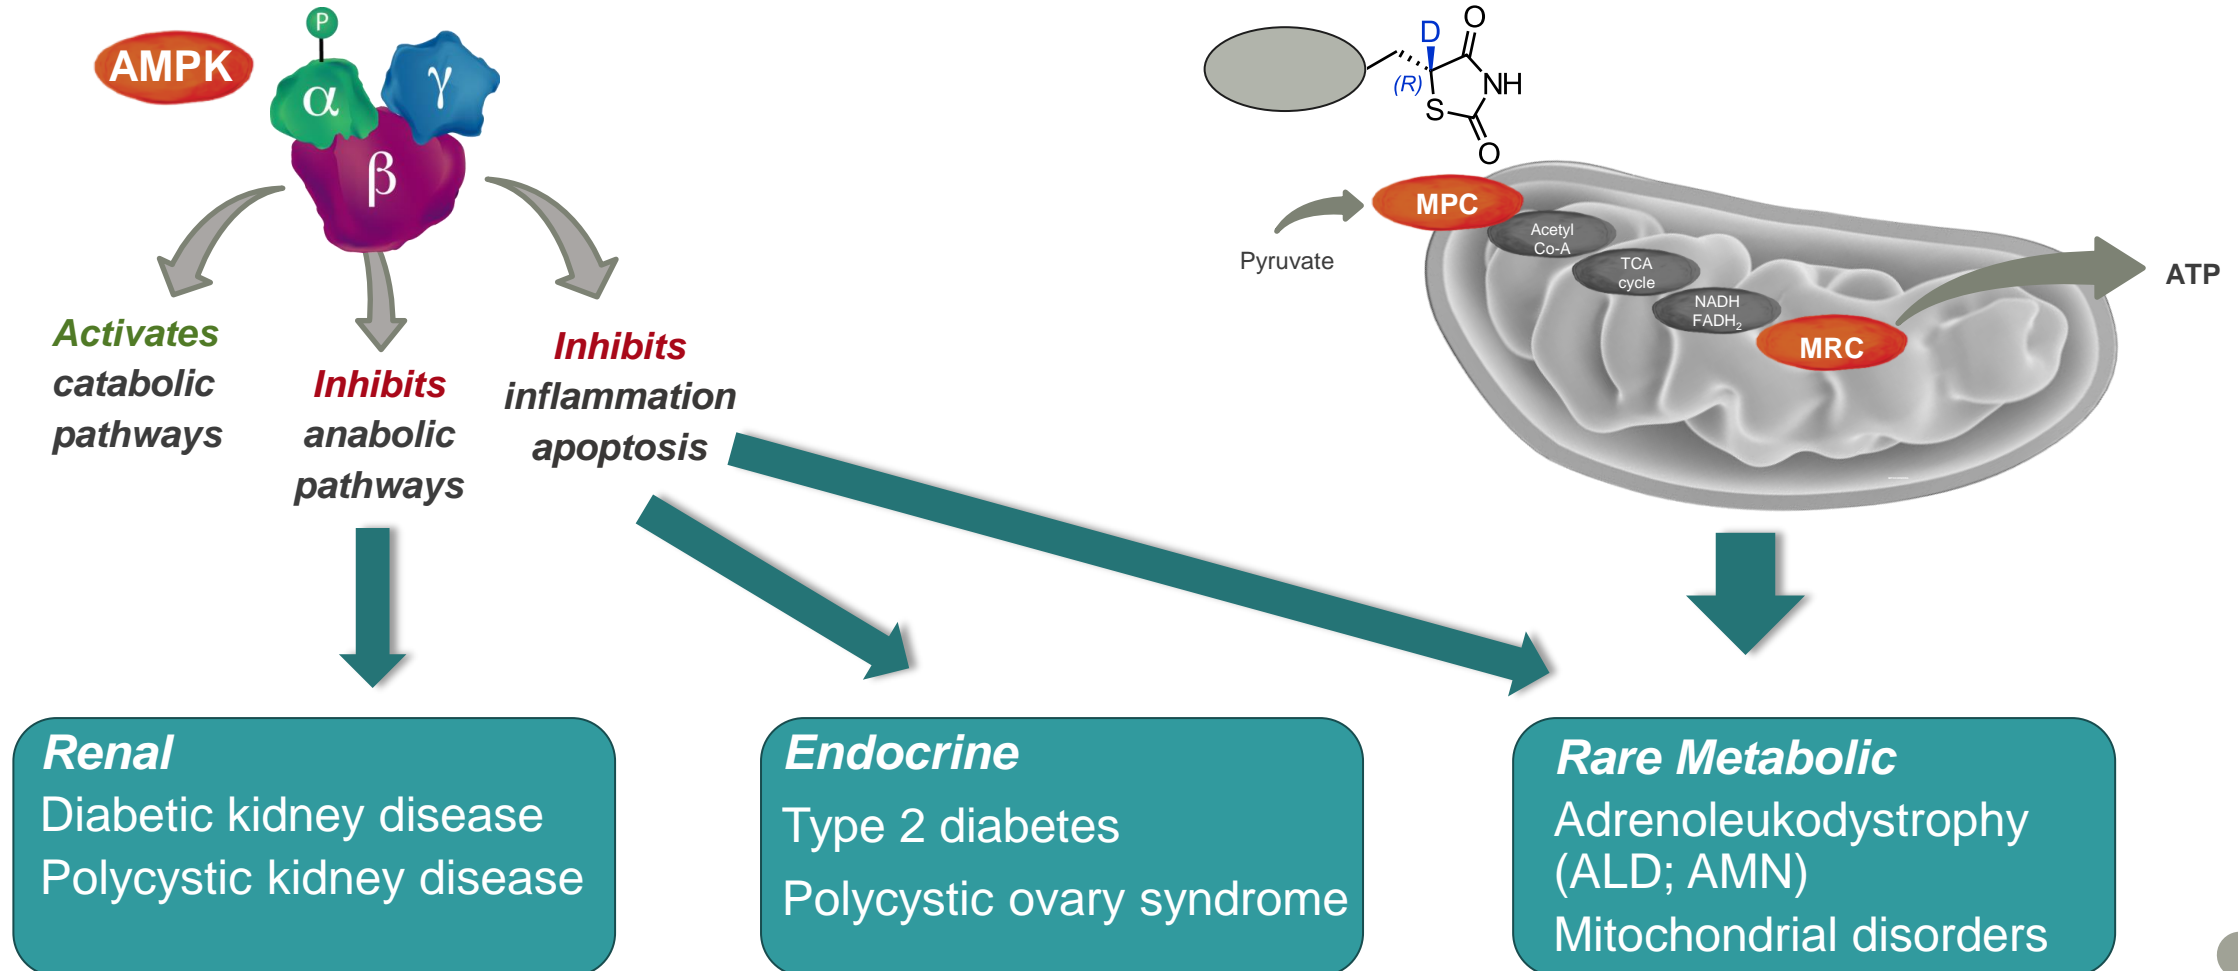 AMPK
P
α
γ
β
Activates
catabolic
pathways
Inhibits
anabolic
pathways
Inhibits
inflammation
apoptosis
D
O
(R)
NH
S
O
Pyruvate
MPC
Acetyl
Co-A
TCA
cycle
NADH
FADH₂
MRC
ATP
Renal
Diabetic kidney disease
Polycystic kidney disease
Endocrine
Type 2 diabetes
Polycystic ovary syndrome
Rare Metabolic
Adrenoleukodystrophy
(ALD; AMN)
Mitochondrial disorders